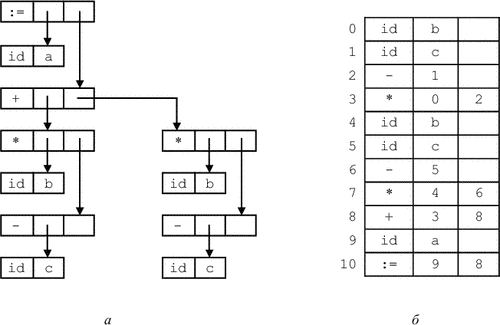 :=
id a
+
* *
id b id b
- -
id c id c
а
0 id b
1 id c
2 - 1
3 * 0 2
4 id b
5 id c
6 - 5
7 * 4 6
8 + 3 8
9 id a
10 := 9 8
б